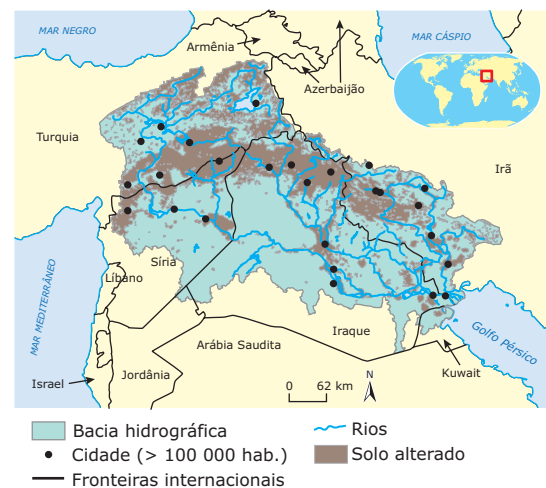 MAR NEGRO
MAR CÁSPIO
Armênia
Azerbaijão
Turquia
Irã
MAR MEDITERRÂNEO
Síria
Líbano
Iraque
Golfo Pérsico
Arábia Saudita
Kuwait
Israel
Jordânia
0 62 km
N
Bacia hidrográfica
Rios
Cidade (> 100 000 hab.)
Solo alterado
Fronteiras internacionais